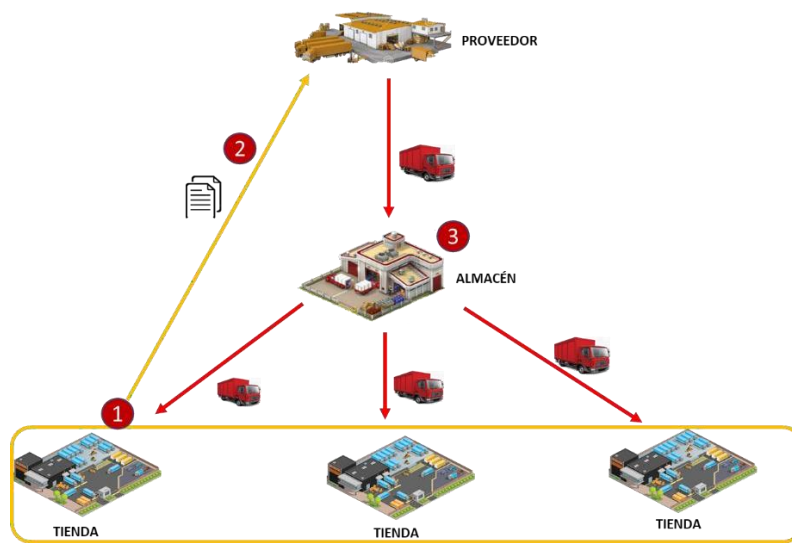 PROVEEDOR
2
3
ALMACÉN
1
TIENDA
TIENDA
TIENDA